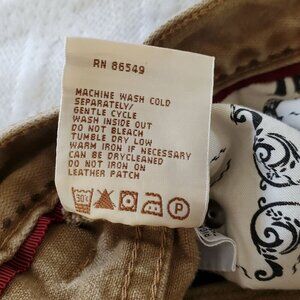 RN 86549
MACHINE WASH COLD
SEPARATELY/
GENTLE CYCLE
WASH INSIDE OUT
DO NOT BLEACH
TUMBLE DRY LOW
WARM IRON IF NECESSARY
CAN BE DRYCLEANED
DO NOT IRON ON
LEATHER PATCH
30°
P